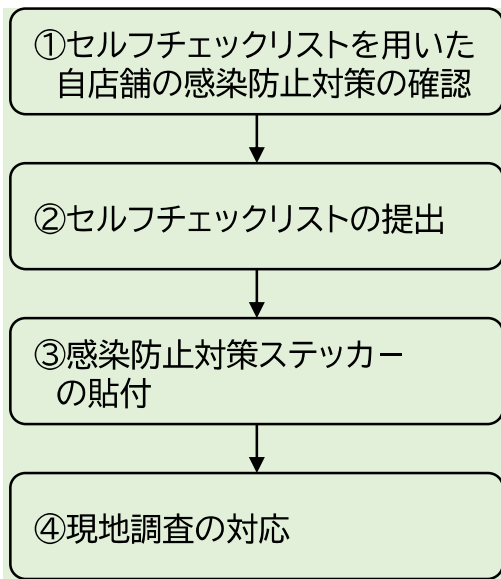 ①セルフチェックリストを用いた
自店舗の感染防止対策の確認
②セルフチェックリストの提出
③感染防止対策ステッカー
の貼付
④現地調査の対応